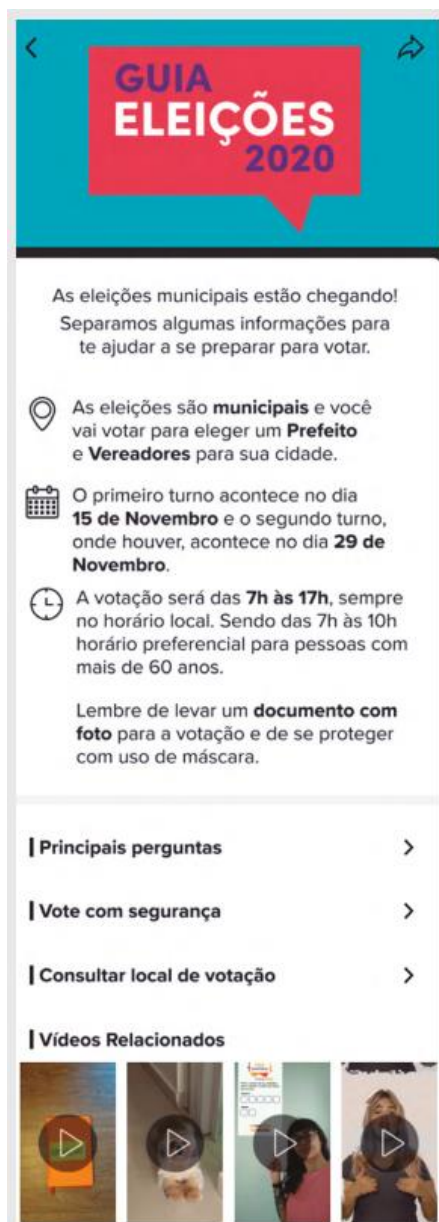 GUIA
ELEIÇÕES
2020
As eleições municipais estão chegando!
Separamos algumas informações para
te ajudar a se preparar para votar.
As eleições são municipais e você
vai votar para eleger um Prefeito
e Vereadores para sua cidade.
O primeiro turno acontece no dia
15 de Novembro e o segundo turno,
onde houver, acontece no dia 29 de
Novembro.
A votação será das 7h às 17h, sempre
no horário local. Sendo das 7h às 10h
horário preferencial para pessoas com
mais de 60 anos.
Lembre de levar um documento com
foto para a votação e de se proteger
com uso de máscara.
Principais perguntas
Vote com segurança
Consultar local de votação
Vídeos Relacionados